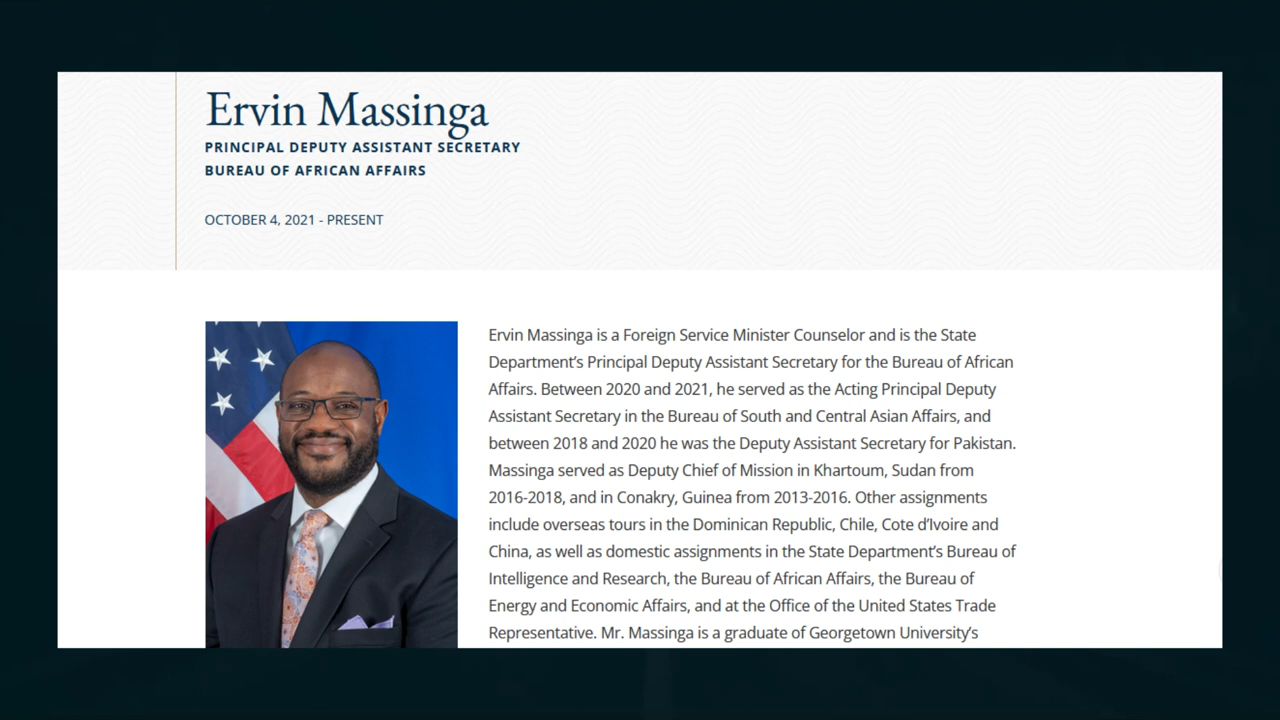 Ervin Massinga
PRINCIPAL DEPUTY ASSISTANT SECRETARY
BUREAU OF AFRICAN AFFAIRS
OCTOBER 4, 2021 - PRESENT
Ervin Massinga is a Foreign Service Minister Counselor and is the State
Department’s Principal Deputy Assistant Secretary for the Bureau of African
Affairs. Between 2020 and 2021, he served as the Acting Principal Deputy
Assistant Secretary in the Bureau of South and Central Asian Affairs, and
between 2018 and 2020 he was the Deputy Assistant Secretary for Pakistan.
Massinga served as Deputy Chief of Mission in Khartoum, Sudan from
2016-2018, and in Conakry, Guinea from 2013-2016. Other assignments
include overseas tours in the Dominican Republic, Chile, Cote d’Ivoire and
China, as well as domestic assignments in the State Department’s Bureau of
Intelligence and Research, the Bureau of African Affairs, the Bureau of
Energy and Economic Affairs, and at the Office of the United States Trade
Representative. Mr. Massinga is a graduate of Georgetown University’s